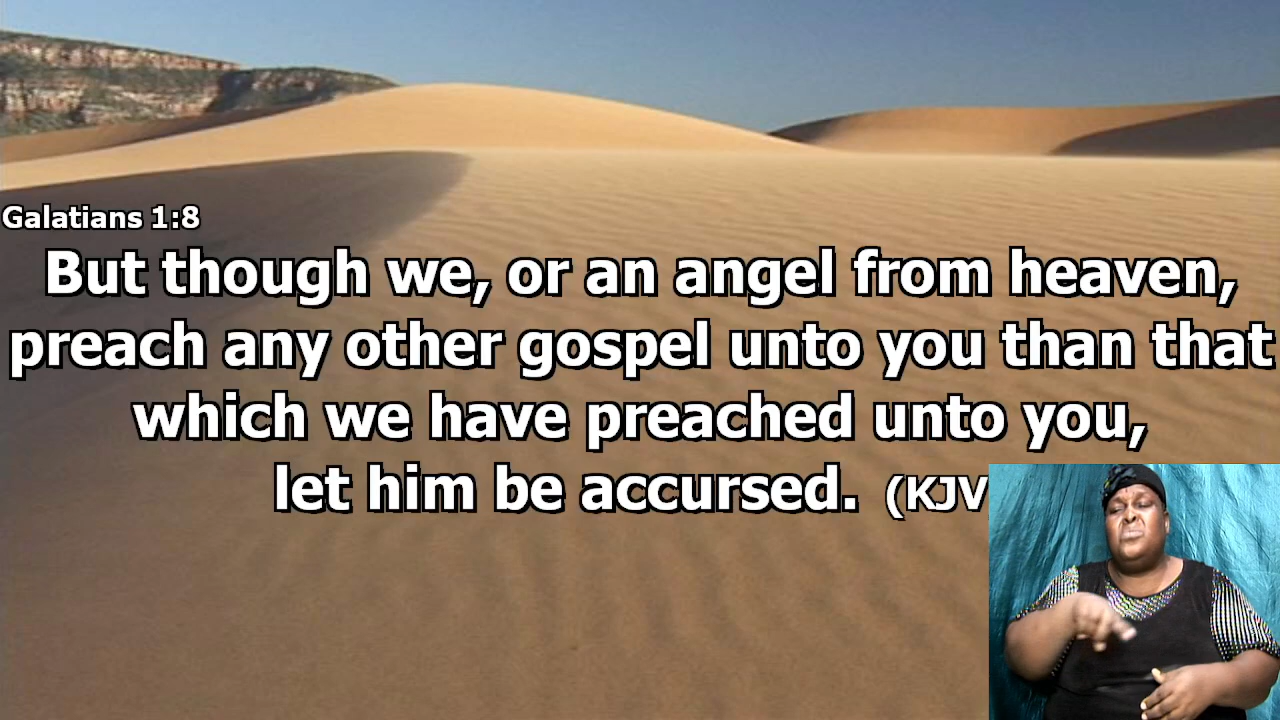 Galatians 1:8
But though we, or an angel from heaven,
preach any other gospel unto you than that
which we have preached unto you,
let him be accursed. (KJV